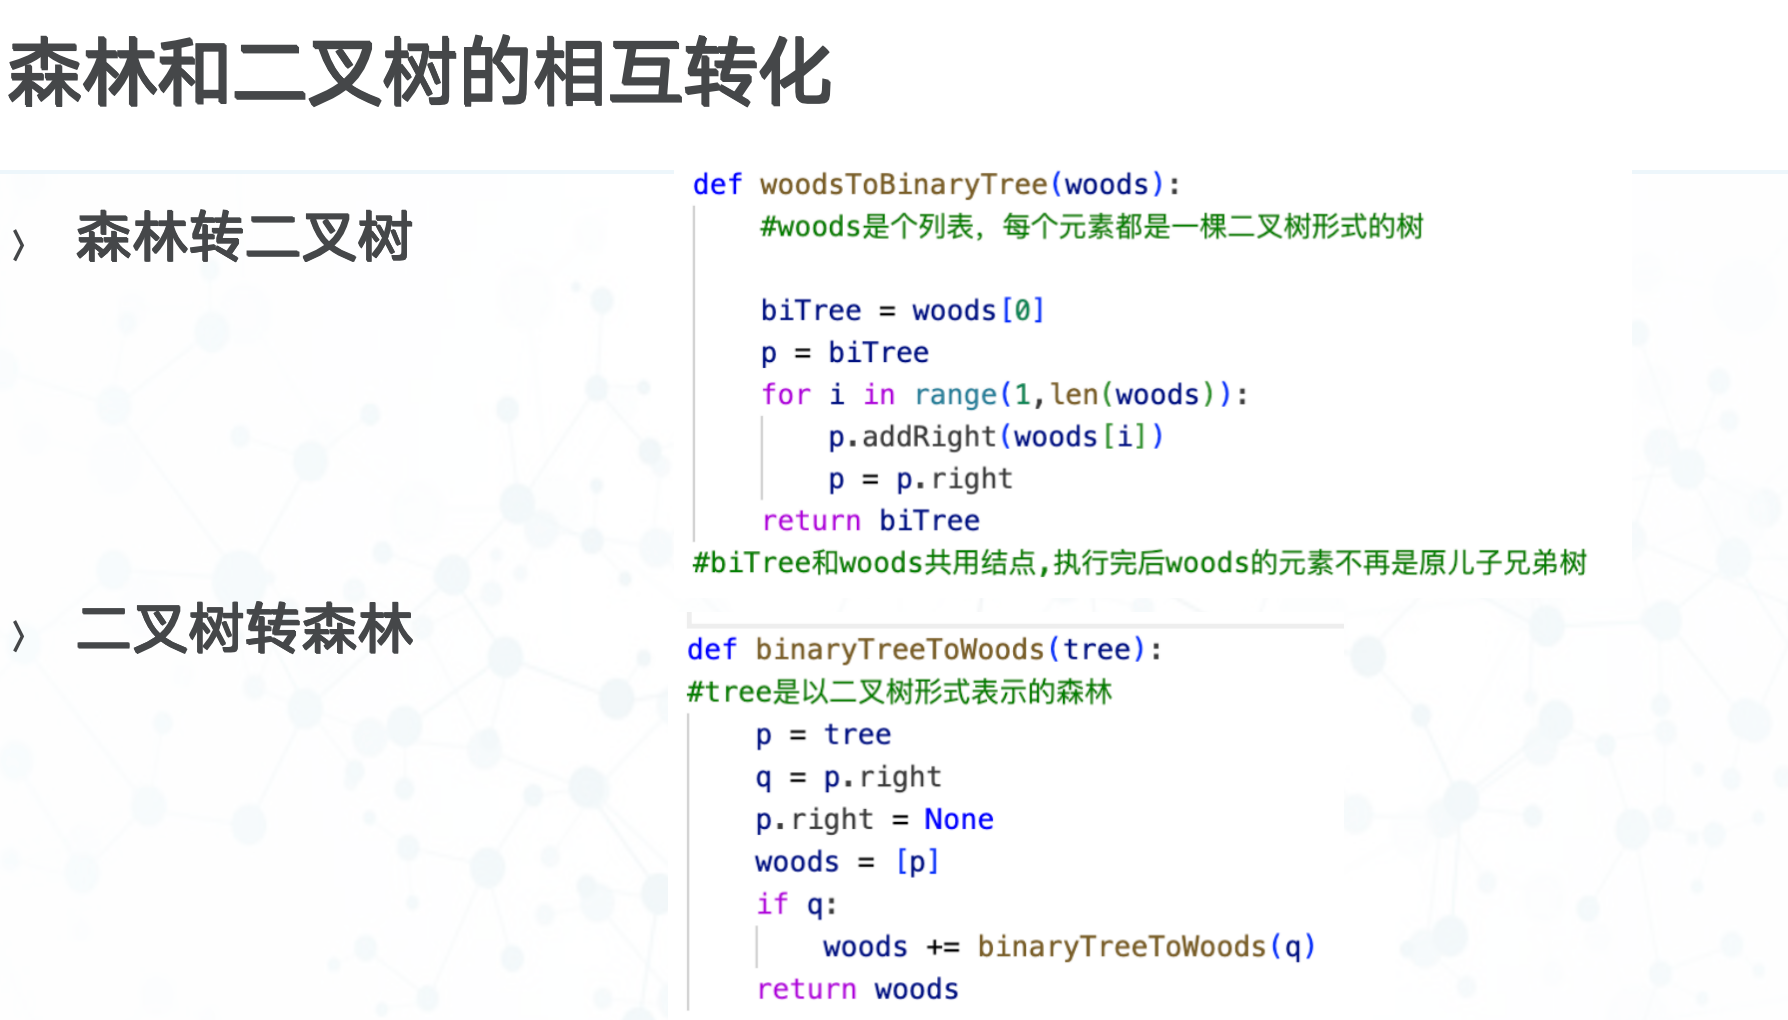 森林和二叉树的相互转化
› 森林转二叉树
def woodsToBinaryTree(woods):
    #woods是个列表，每个元素都是一棵二叉树形式的树
    biTree = woods[0]
    p = biTree
    for i in range(1,len(woods)):
        p.addRight(woods[i])
        p = p.right
    return biTree
#biTree和woods共用结点,执行完后woods的元素不再是原儿子兄弟树
› 二叉树转森林
def binaryTreeToWoods(tree):
#tree是以二叉树形式表示的森林
    p = tree
    q = p.right
    p.right = None
    woods = [p]
    if q:
        woods += binaryTreeToWoods(q)
    return woods